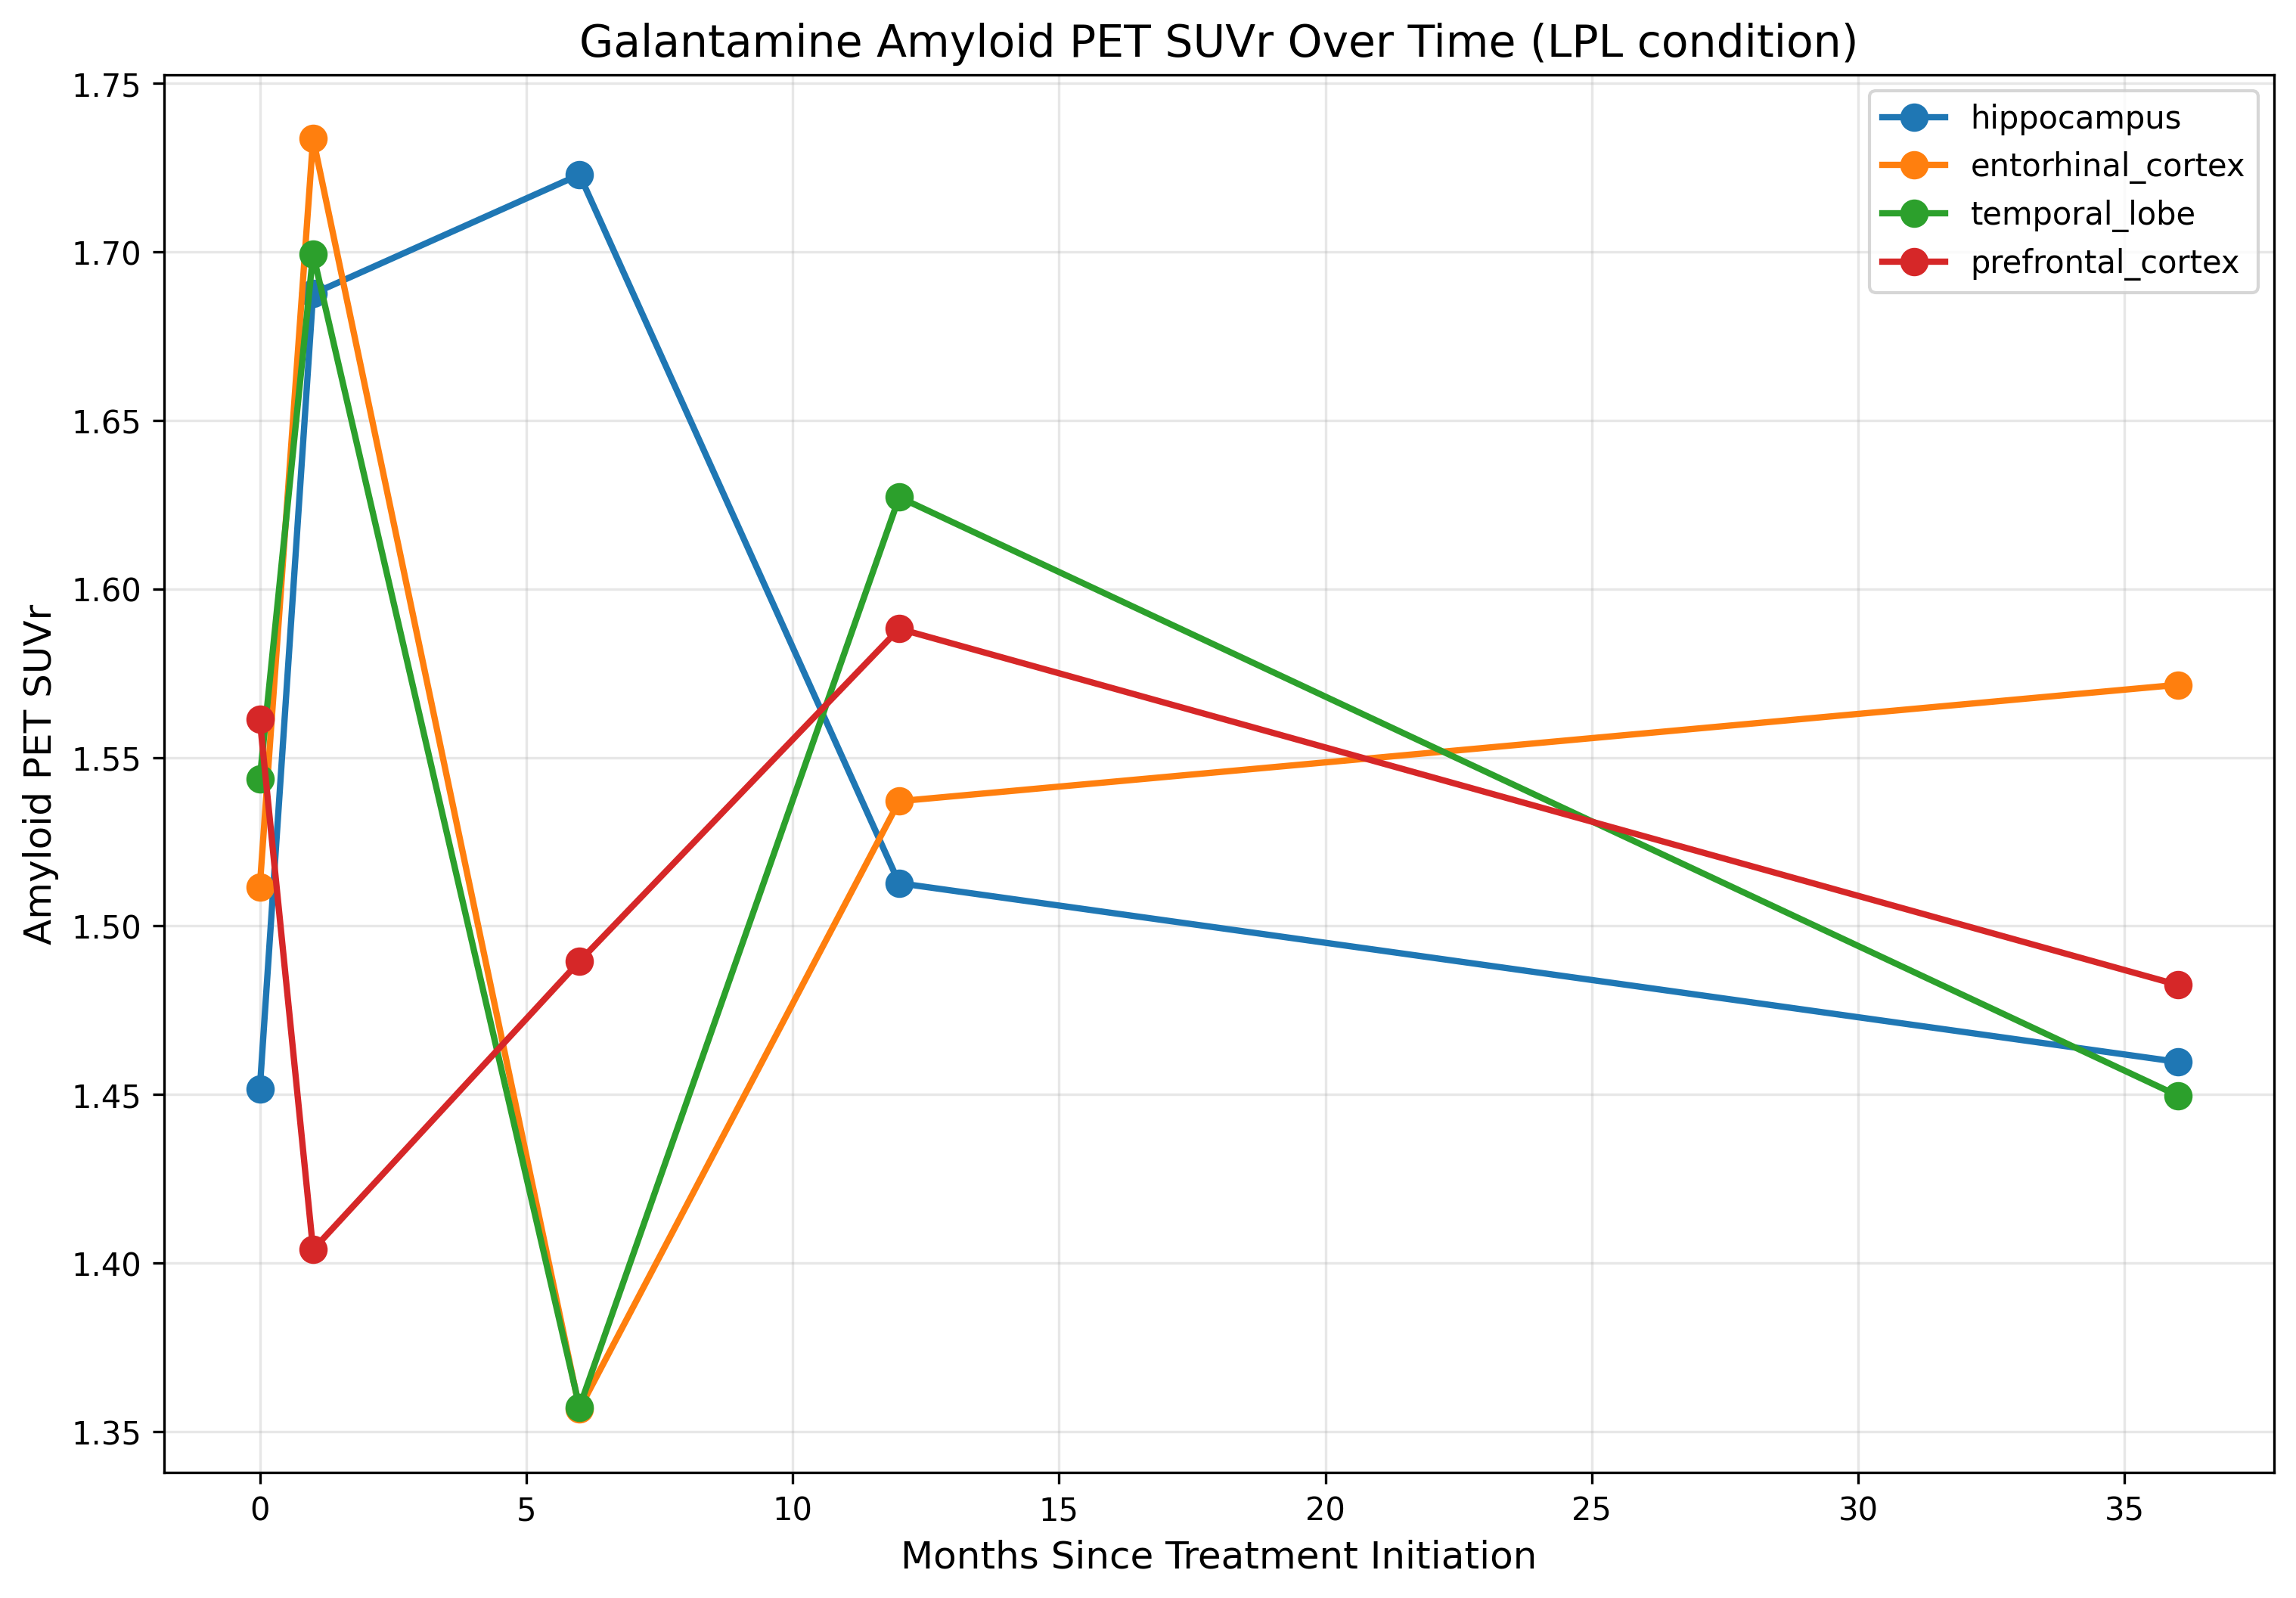 Galantamine Amyloid PET SUVr Over Time (LPL condition)
1.75
1.70
1.65
1.60
1.55
1.50
1.45
1.40
1.35
Amyloid PET SUVr
hippocampus
entorhinal_cortex
temporal_lobe
prefrontal_cortex
0 5 10 15 20 25 30 35
Months Since Treatment Initiation